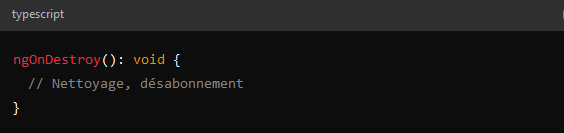 typescript
ngOnDestroy(): void {
// Nettoyage, désabonnement
}